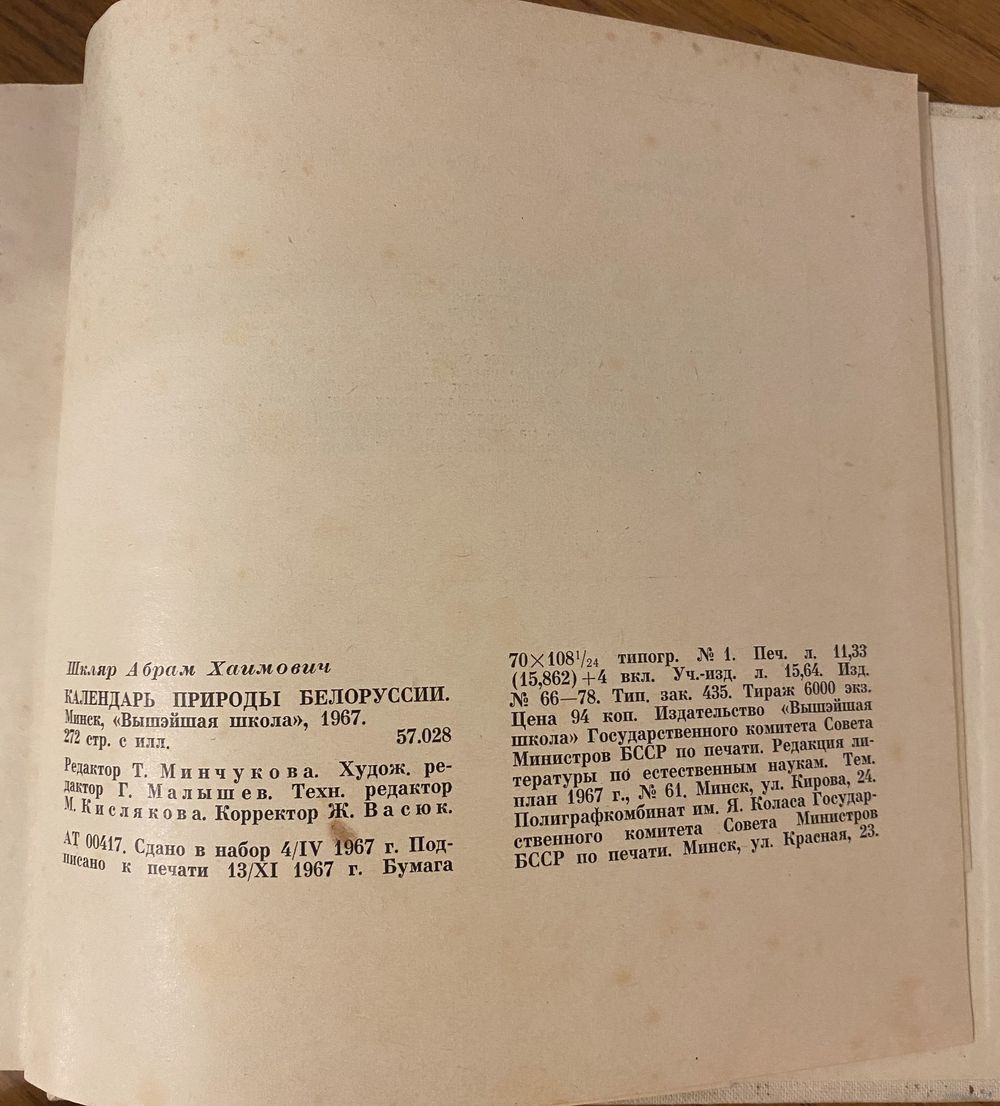 Шкляр Абрам Хаимович
КАЛЕНДАРЬ ПРИРОДЫ БЕЛОРУССИИ.
Минск, «Вышэйшая школа», 1967.
272 стр. с илл. 57.028
Редактор Т. Минчукова. Худож. ре-
дактор Г. Малышев. Техн. редактор
М. Кислякова. Корректор Ж. Васюк.
АТ 00417. Сдано в набор 4/IV 1967 г. Под-
писано к печати 13/XI 1967 г. Бумага
70×108¹/₂₄ типогр. № 1. Печ. л. 11,33
(15,862)+4 вкл. Уч.-изд. л. 15,64. Изд.
№ 66—78. Тип. зак. 435. Тираж 6000 экз.
Цена 94 коп. Издательство «Вышэйшая
школа» Государственного комитета Совета
Министров БССР по печати. Редакция ли-
тературы по естественным наукам. Тем.
план 1967 г., № 61. Минск, ул. Кирова, 24.
Полиграфкомбинат им. Я. Коласа Государ-
ственного комитета Совета Министров
БССР по печати. Минск, ул. Красная, 23.